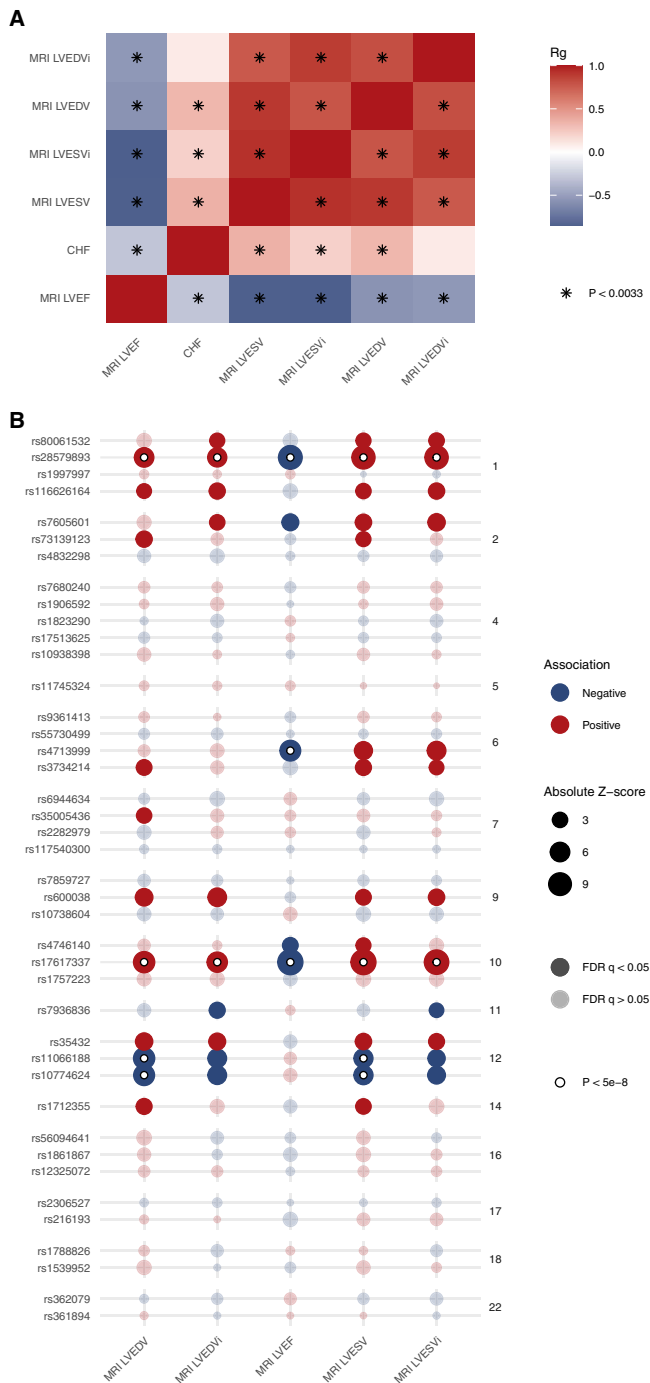 A
MRI LVEDVi
MRI LVEDV
MRI LVESVi
MRI LVESV
CHF
MRI LVEF
MRI LVEF
CHF
MRI LVESV
MRI LVESVi
MRI LVEDV
MRI LVEDVi
Rg
1.0
0.5
0.0
−0.5
P < 0.0033
B
rs80061532
rs28579893
rs1997997
rs116626164
1
rs7605601
rs73139123
rs4832298
2
rs7680240
rs1906592
rs1823290
rs17513625
rs10938398
4
rs11745324
5
rs9361413
rs55730499
rs4713999
rs3734214
6
rs6944634
rs35005436
rs2282979
rs117540300
7
rs7859727
rs600038
rs10738604
9
rs4746140
rs17617337
rs1757223
10
rs7936836
11
rs35432
rs11066188
rs10774624
12
rs1712355
14
rs56094641
rs1861867
rs12325072
16
rs2306527
rs216193
17
rs1788826
rs1539952
18
rs362079
rs361894
22
MRI LVEDV
MRI LVEDVi
MRI LVEF
MRI LVESV
MRI LVESVi
Association
Negative
Positive
Absolute Z−score
3
6
9
FDR q < 0.05
FDR q > 0.05
P < 5e−8